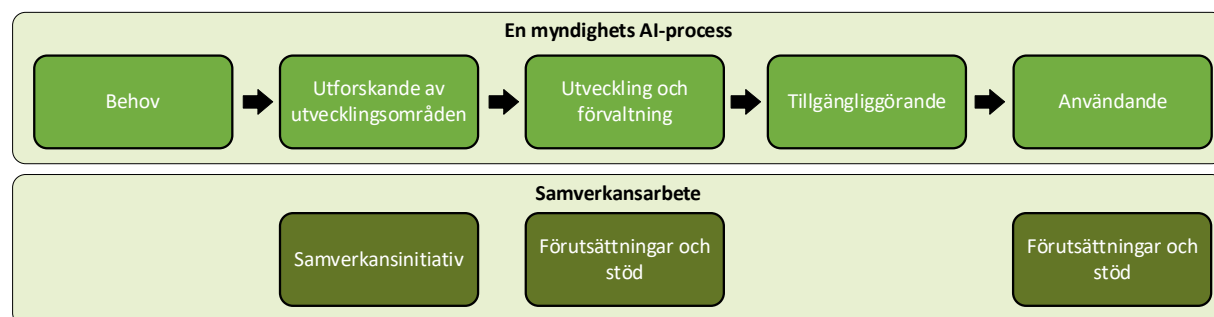 En myndighets AI-process
Behov
Utforskande av
utvecklingsområden
Utveckling och
förvaltning
Tillgängliggörande
Användande
Samverkansarbete
Samverkansinitiativ
Förutsättningar och
stöd
Förutsättningar och
stöd